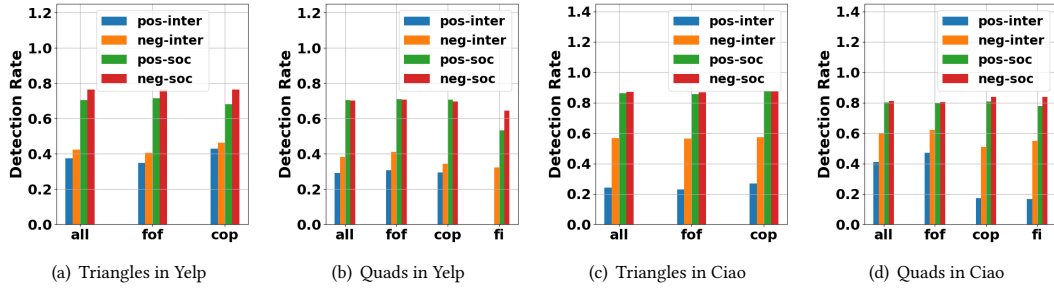 Detection Rate
1.2
1.0
0.8
0.6
0.4
0.2
0.0
pos-inter
neg-inter
pos-soc
neg-soc
all fof cop
(a) Triangles in Yelp
Detection Rate
1.2
1.0
0.8
0.6
0.4
0.2
0.0
pos-inter
neg-inter
pos-soc
neg-soc
all fof cop fi
(b) Quads in Yelp
Detection Rate
1.4
1.2
1.0
0.8
0.6
0.4
0.2
0.0
pos-inter
neg-inter
pos-soc
neg-soc
all fof cop
(c) Triangles in Ciao
Detection Rate
1.4
1.2
1.0
0.8
0.6
0.4
0.2
0.0
pos-inter
neg-inter
pos-soc
neg-soc
all fof cop fi
(d) Quads in Ciao